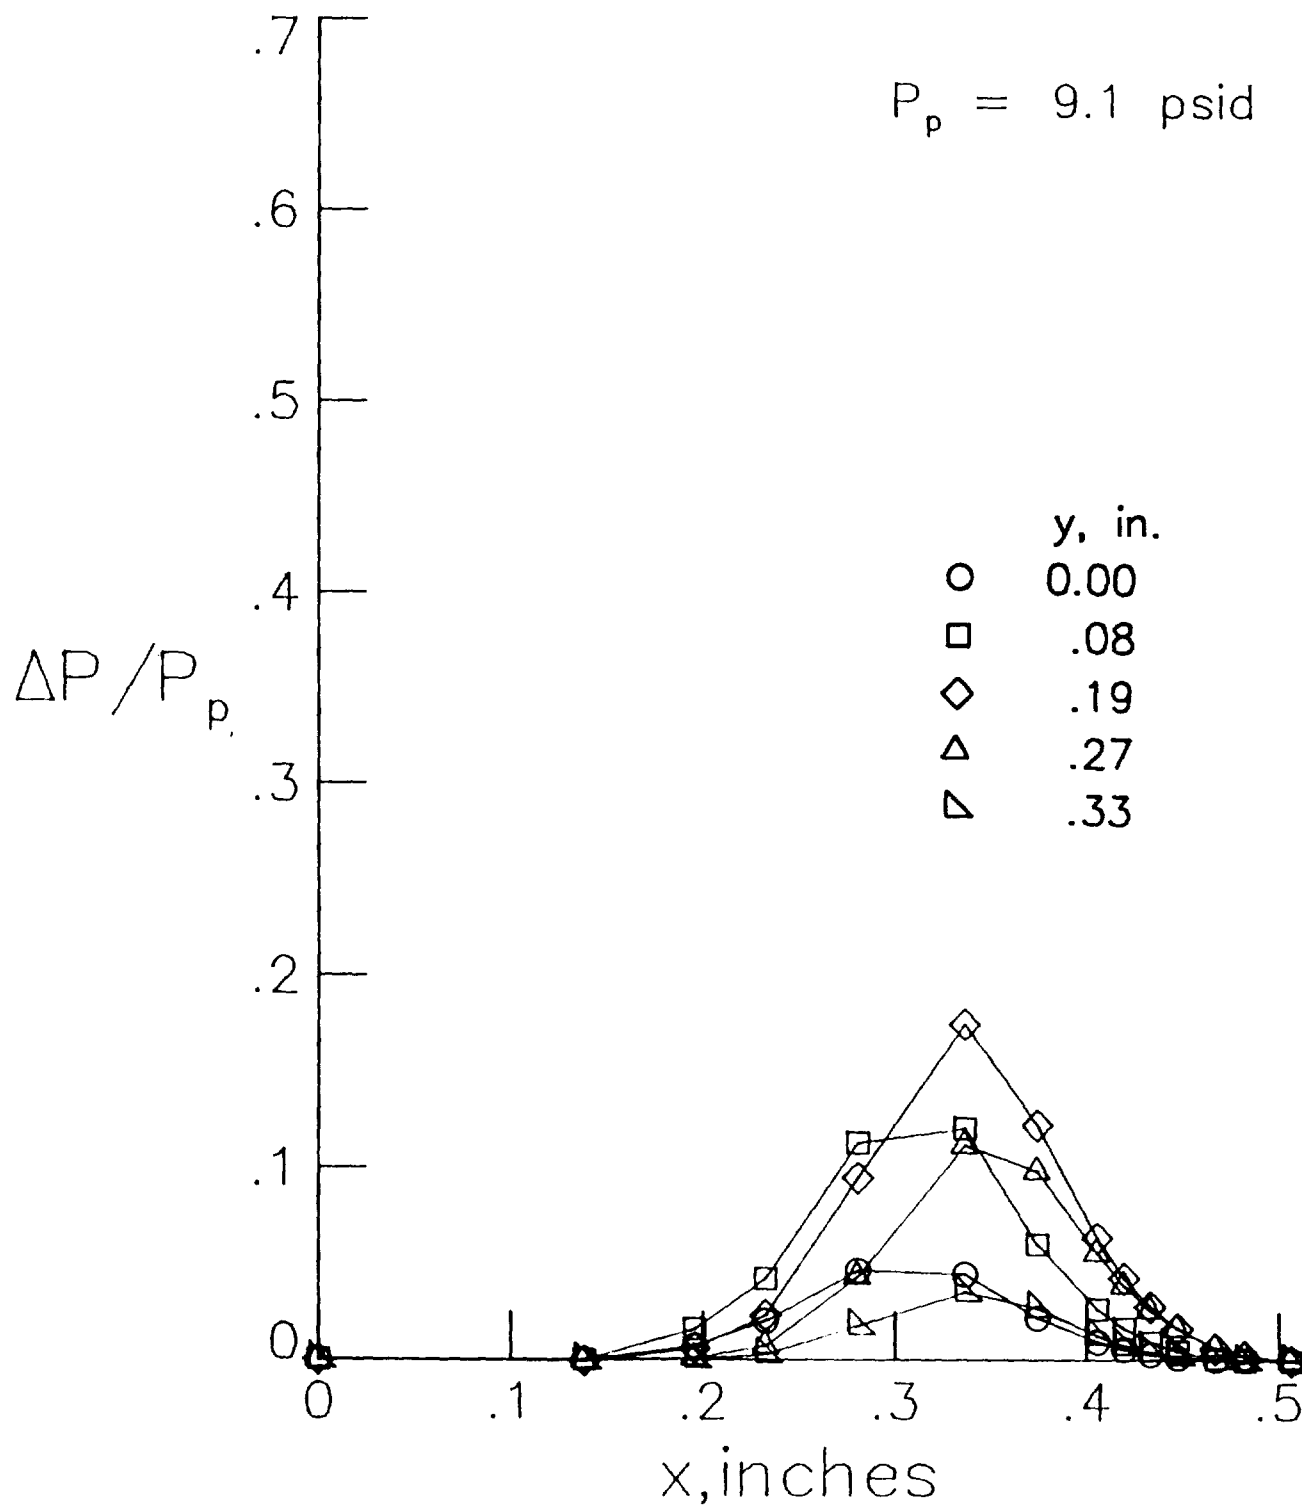 .7
P_p = 9.1 psid
.6
.5
y, in.
0.00
.4
.08
ΔP/P_p
.19
.27
.3
.33
.2
.1
0
0 .1 .2 .3 .4 .5
x, inches